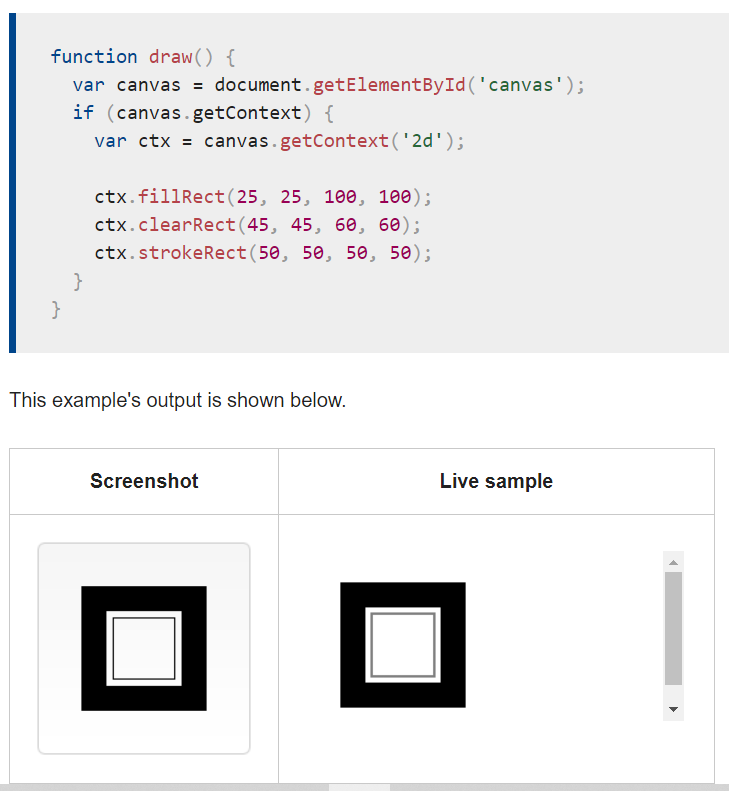 function draw() {
var canvas = document.getElementById('canvas');
if (canvas.getContext) {
var ctx = canvas.getContext('2d');
ctx.fillRect(25, 25, 100, 100);
ctx.clearRect(45, 45, 60, 60);
ctx.strokeRect(50, 50, 50, 50);
}
}
This example's output is shown below.
Screenshot
Live sample